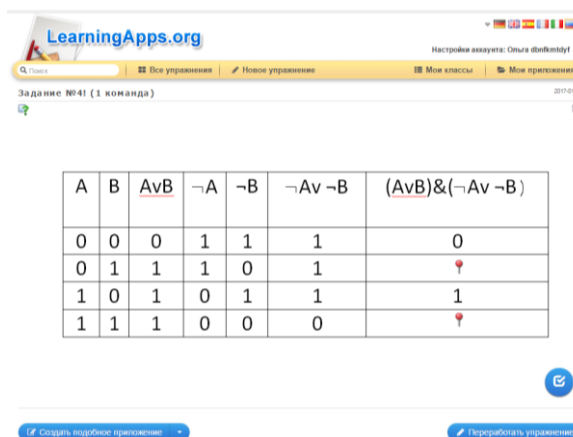 LearningApps.org
Настройки аккаунта: Ольга dbnfkmtdyf
Поиск Все упражнения Новое упражнение Мои классы Мои приложения
Задание №4! (1 команда) 2017-01
A B AvB ¬A ¬B ¬Av ¬B (AvB)&(¬Av ¬B)
0 0 0 1 1 1 0
0 1 1 1 0 1
1 0 1 0 1 1 1
1 1 1 0 0 0
Создать подобное приложение Переработать упражнение